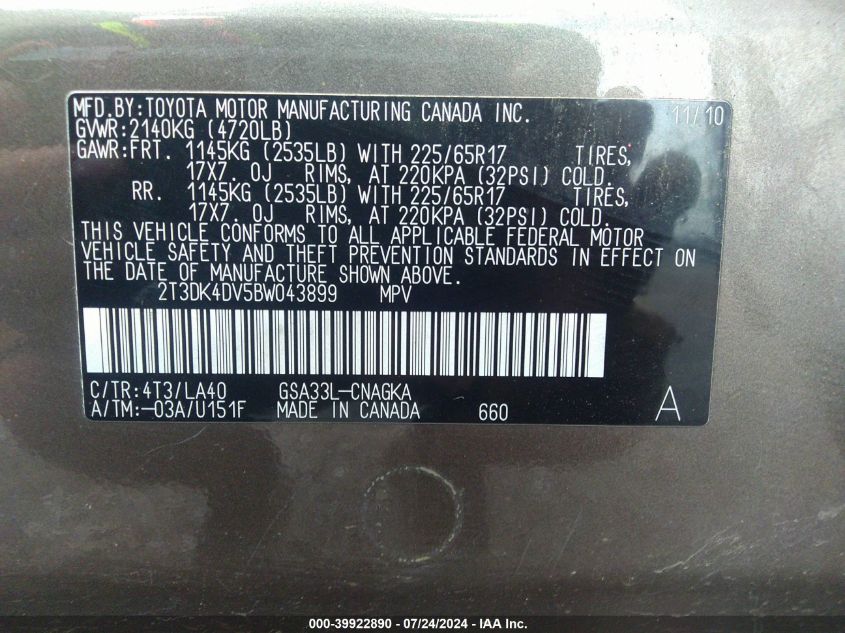 MFD.BY:TOYOTA MOTOR MANUFACTURING CANADA INC. 11/10
GVWR:2140KG (4720LB)
GAWR:FRT. 1145KG (2535LB) WITH 225/65R17 TIRES,
17X7. 0J RIMS, AT 220KPA (32PSI) COLD.
RR. 1145KG (2535LB) WITH 225/65R17 TIRES,
17X7. 0J RIMS, AT 220KPA (32PSI) COLD.
THIS VEHICLE CONFORMS TO ALL APPLICABLE FEDERAL MOTOR
VEHICLE SAFETY AND THEFT PREVENTION STANDARDS IN EFFECT ON
THE DATE OF MANUFACTURE SHOWN ABOVE.
2T3DK4DV5BW043899 MPV
C/TR:4T3/LA40 GSA33L-CNAGKA
A/TM:-03A/U151F MADE IN CANADA 660 A
000-39922890 - 07/24/2024 - IAA Inc.